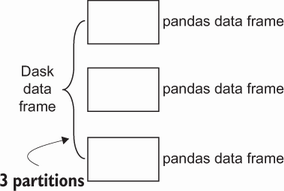 pandas data frame
Dask
data
frame
pandas data frame
pandas data frame
3 partitions